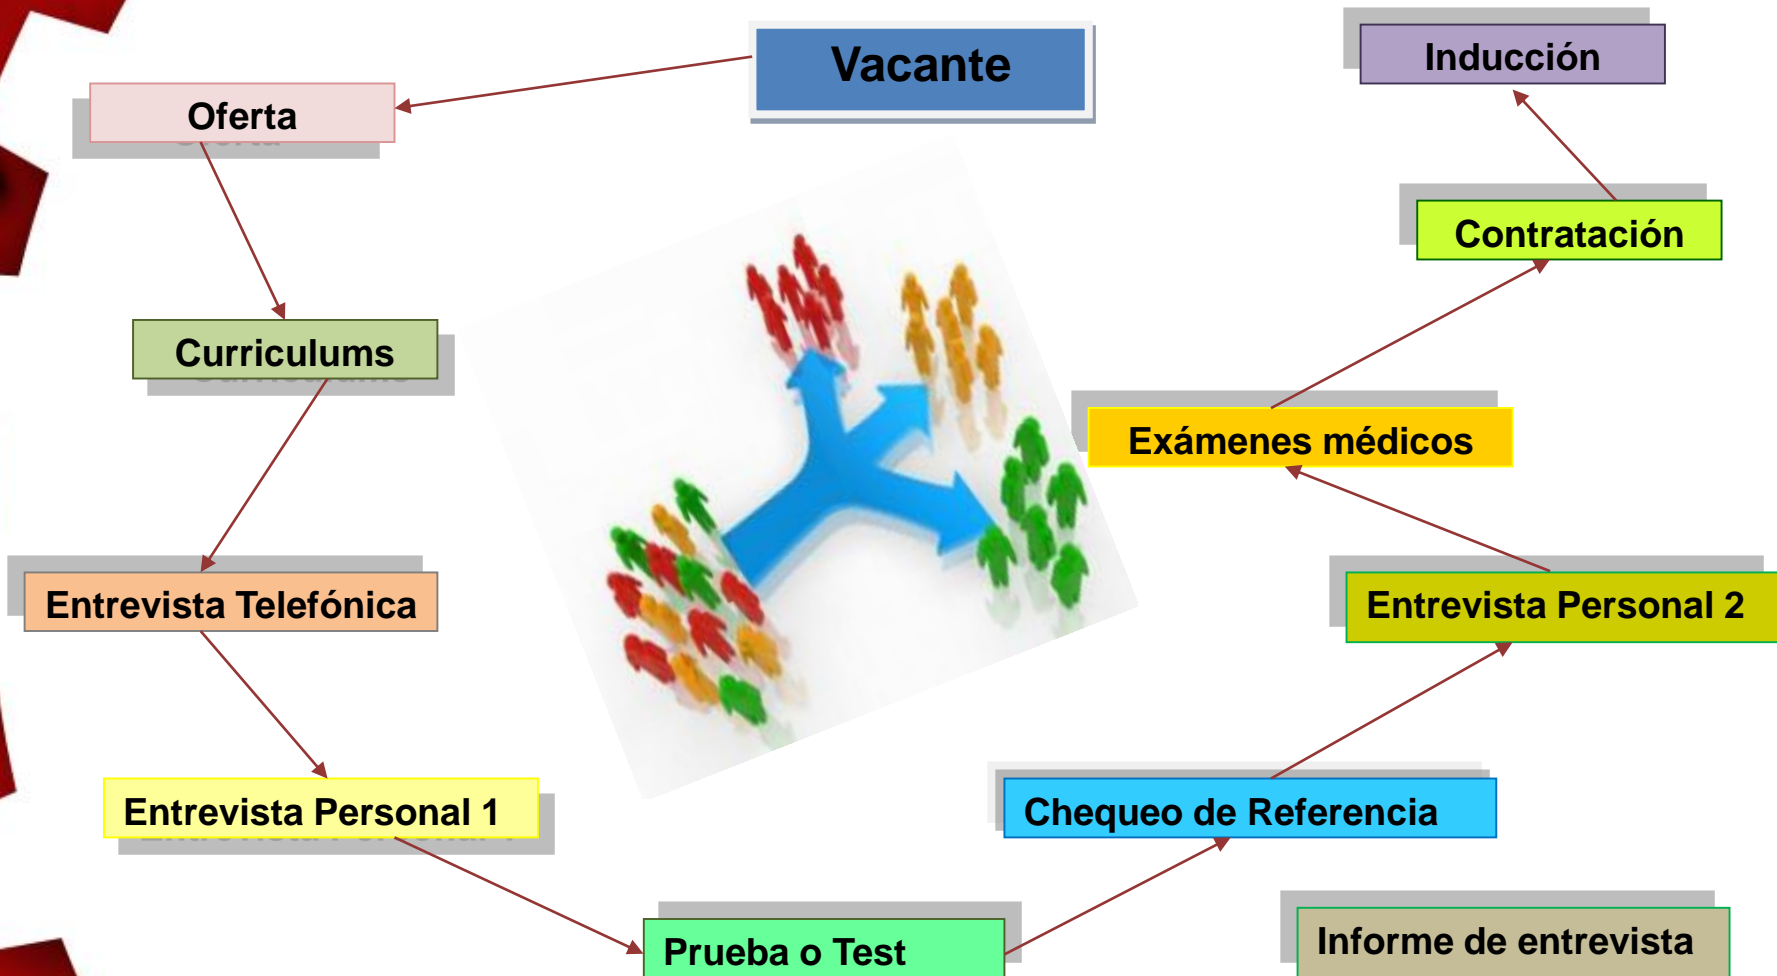 Vacante
Oferta
Curriculums
Entrevista Telefónica
Entrevista Personal 1
Prueba o Test
Chequeo de Referencia
Entrevista Personal 2
Exámenes médicos
Contratación
Inducción
Informe de entrevista